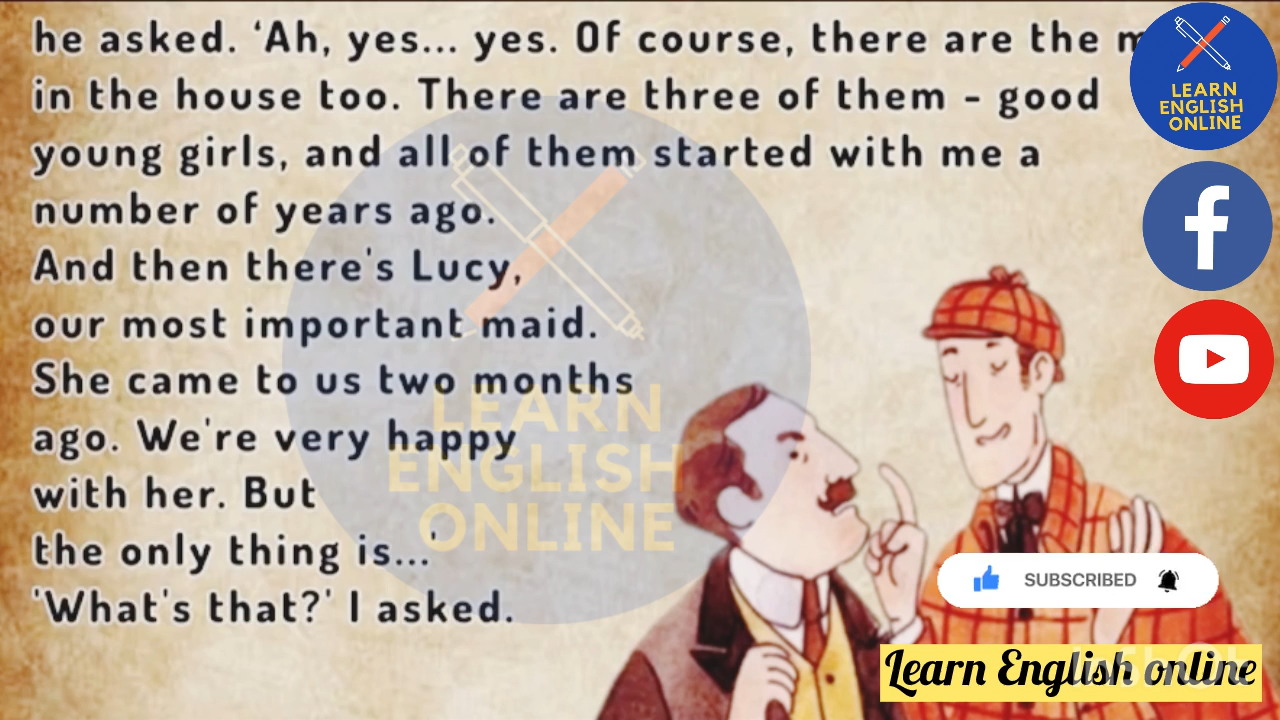 he asked. ‘Ah, yes... yes. Of course, there are the
in the house too. There are three of them - good
young girls, and all of them started with me a
number of years ago.
And then there's Lucy,
our most important maid.
She came to us two months
ago. We're very happy
with her. But
the only thing is...'
'What's that?' I asked.
LEARN
ENGLISH
ONLINE
LEARN
ENGLISH
ONLINE
SUBSCRIBED
Learn English online